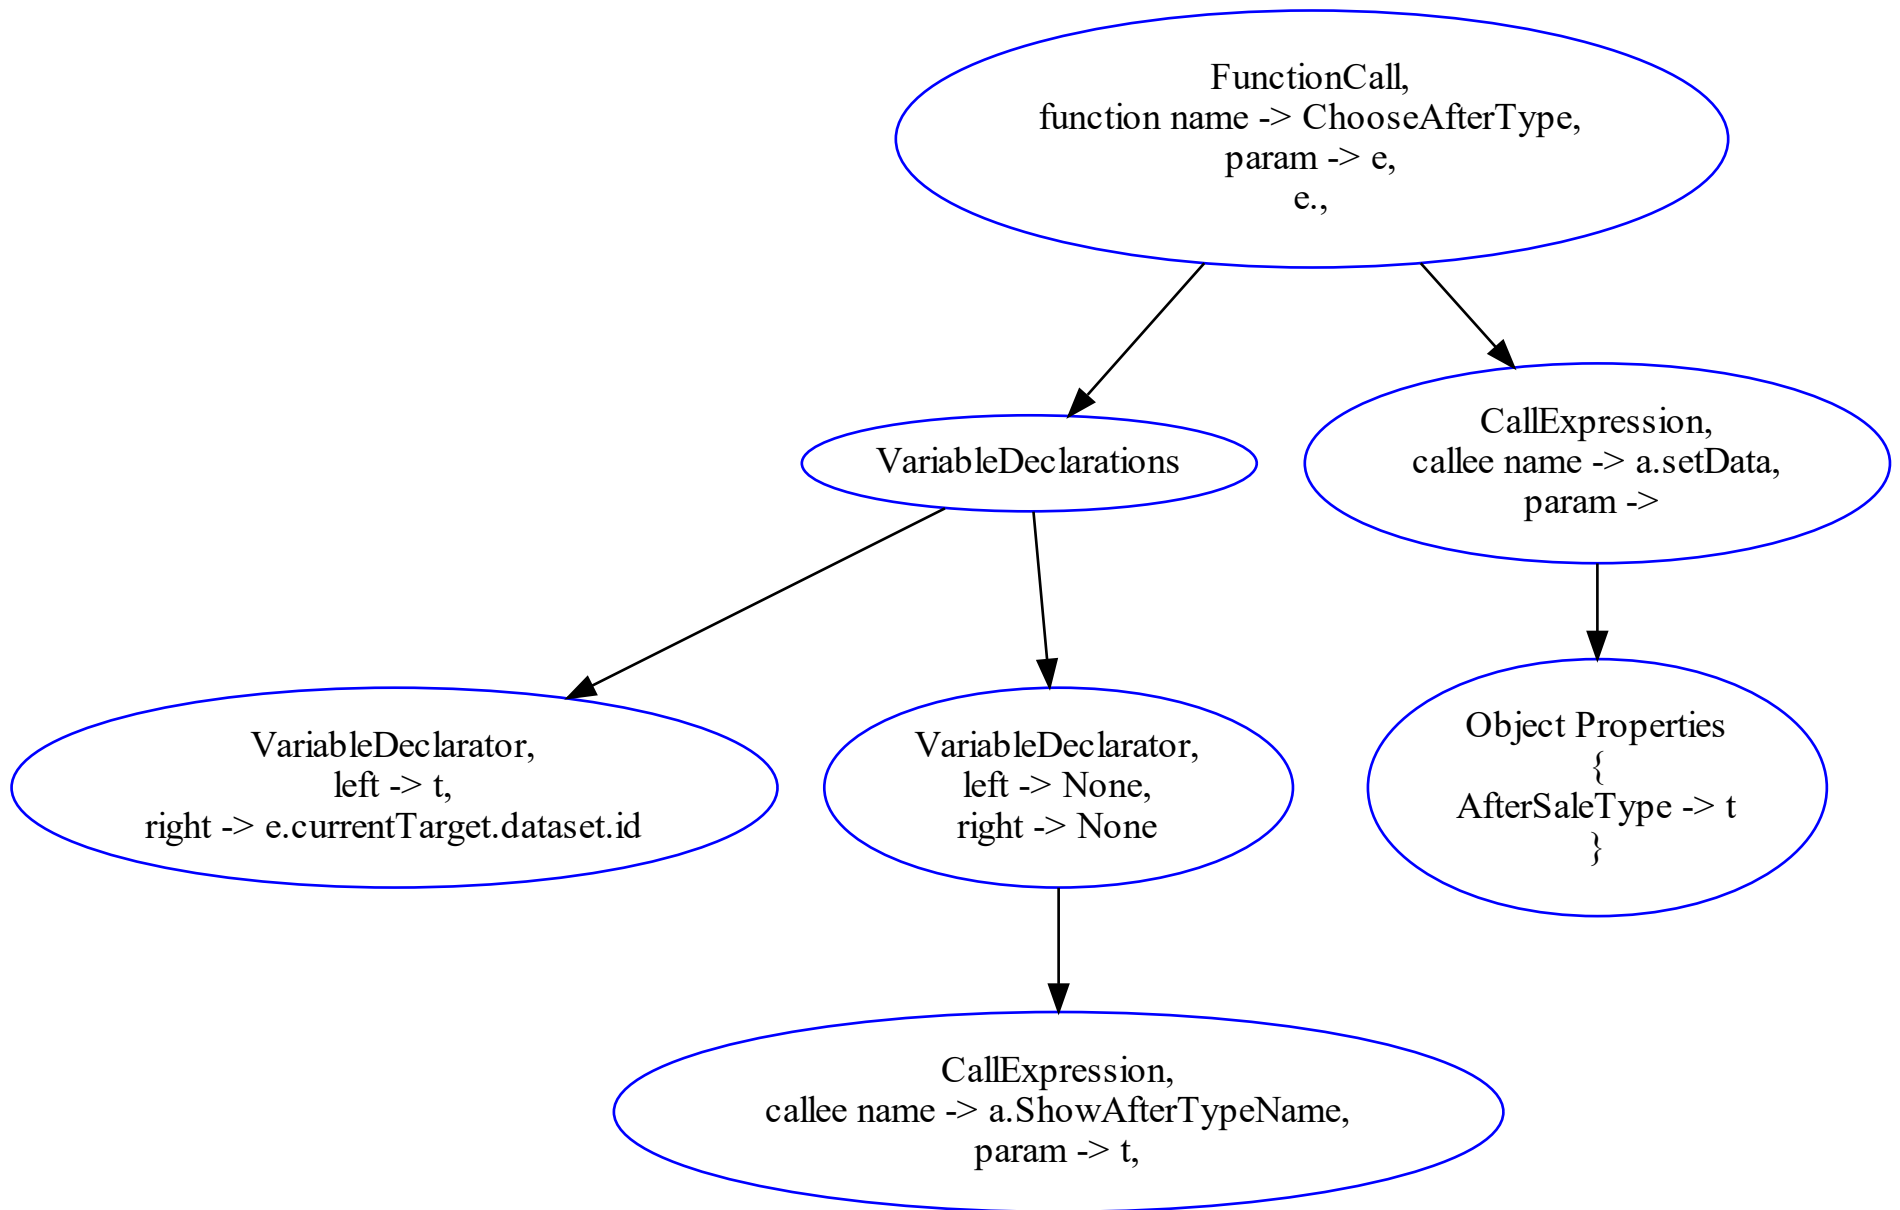 FunctionCall,
function name -> ChooseAfterType,
param -> e,
e.,
VariableDeclarations
CallExpression,
callee name -> a.setData,
param ->
VariableDeclarator,
left -> t,
right -> e.currentTarget.dataset.id
VariableDeclarator,
left -> None,
right -> None
Object Properties
{
AfterSaleType -> t
}
CallExpression,
callee name -> a.ShowAfterTypeName,
param -> t,